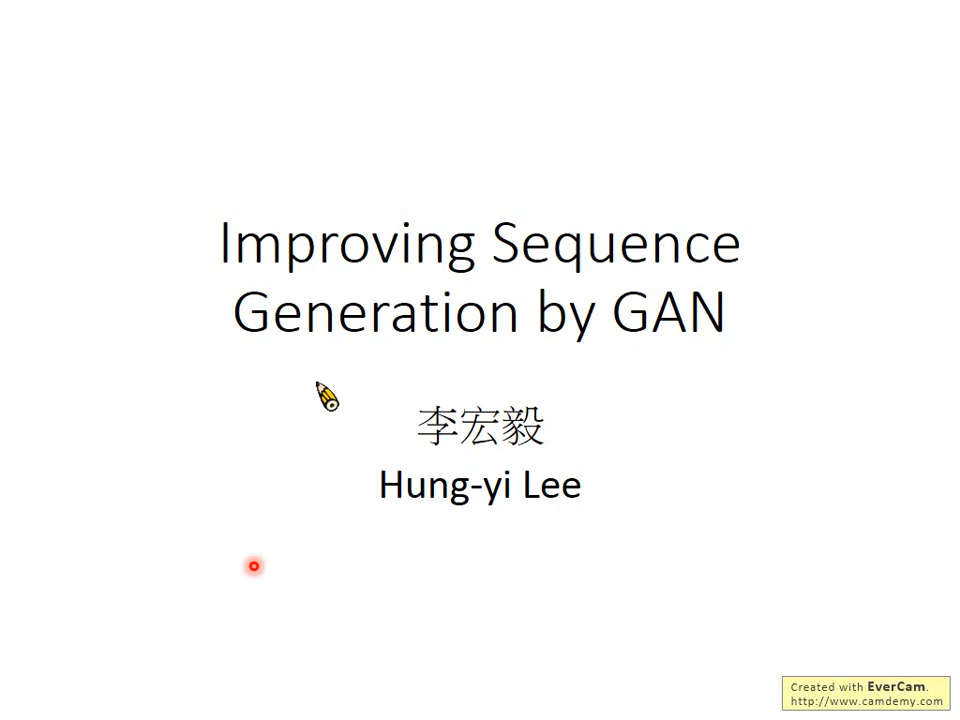 Improving Sequence
Generation by GAN
李宏毅
Hung-yi Lee
Created with EverCam.
http://www.camdemy.com